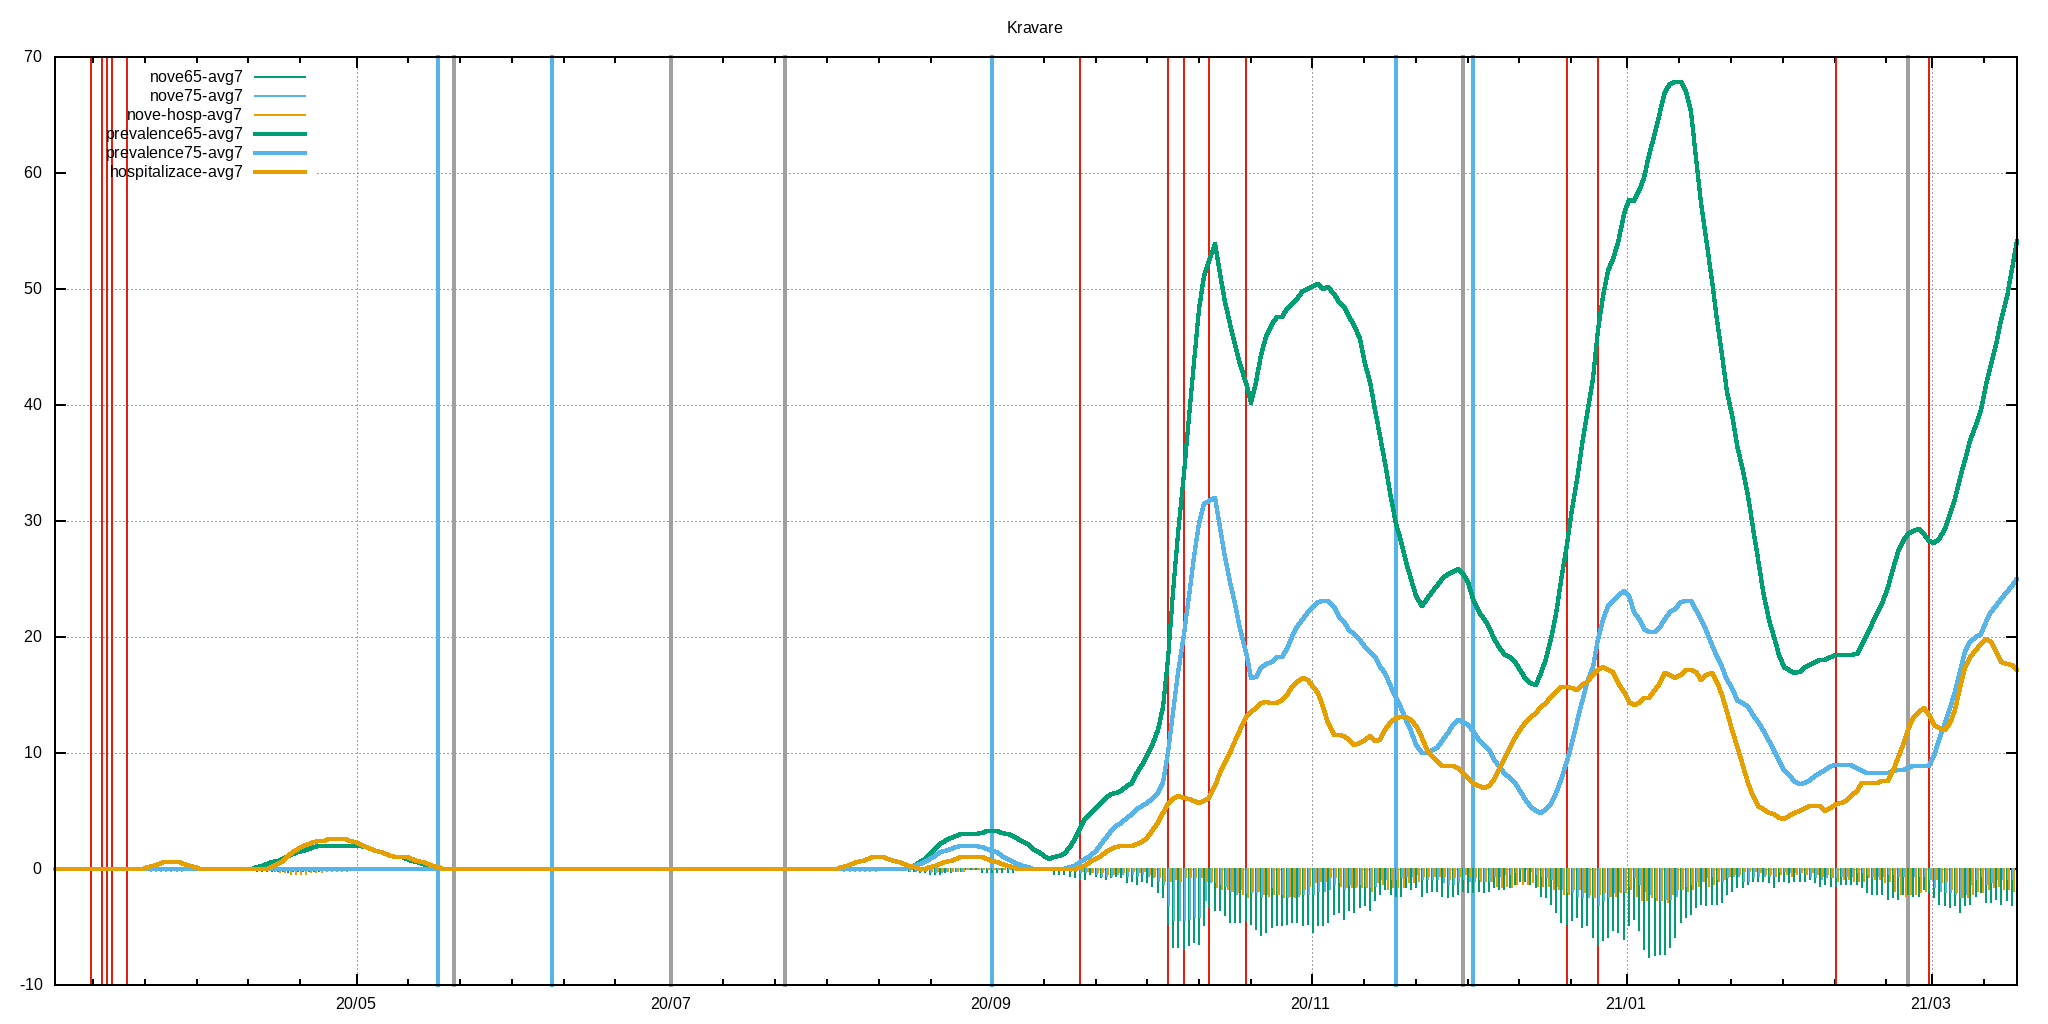 Kravare
70
nove65-avg7
nove75-avg7
nove-hosp-avg7
prevalence65-avg7
prevalence75-avg7
hospitalizace-avg7
60
50
40
30
20
10
0
-10
20/05 20/07 20/09 20/11 21/01 21/03